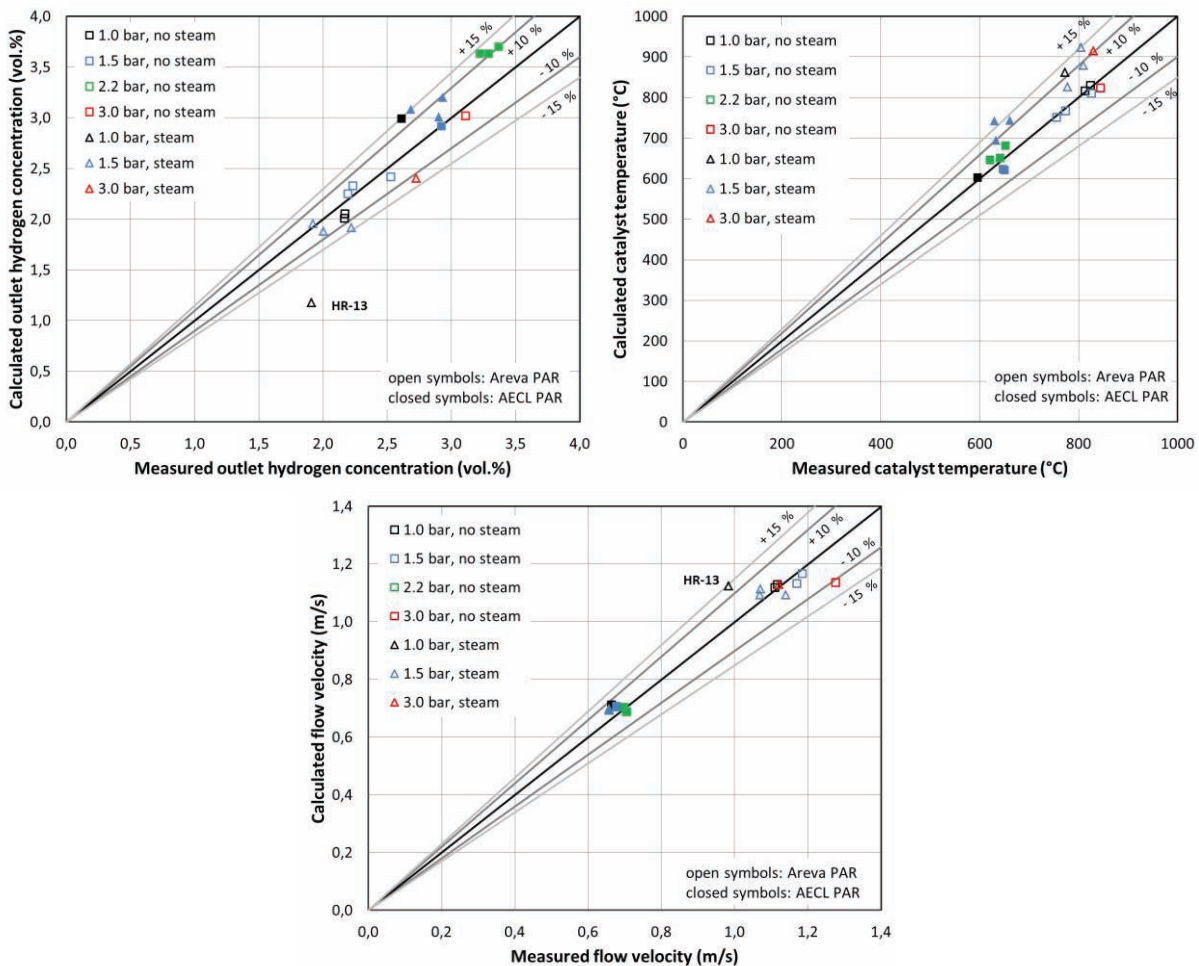 Calculated outlet hydrogen concentration (vol.%)
4,0
3,5
3,0
2,5
2,0
1,5
1,0
0,5
0,0
1.0 bar, no steam
1.5 bar, no steam
2.2 bar, no steam
3.0 bar, no steam
1.0 bar, steam
1.5 bar, steam
3.0 bar, steam
+ 15 %
+ 10 %
- 10 %
- 15 %
HR-13
open symbols: Areva PAR
closed symbols: AECL PAR
0,0 0,5 1,0 1,5 2,0 2,5 3,0 3,5 4,0
Measured outlet hydrogen concentration (vol.%)
Calculated catalyst temperature (°C)
1000
900
800
700
600
500
400
300
200
100
0
1.0 bar, no steam
1.5 bar, no steam
2.2 bar, no steam
3.0 bar, no steam
1.0 bar, steam
1.5 bar, steam
3.0 bar, steam
+ 15 %
+ 10 %
- 10 %
- 15 %
open symbols: Areva PAR
closed symbols: AECL PAR
0 200 400 600 800 1000
Measured catalyst temperature (°C)
Calculated flow velocity (m/s)
1,4
1,2
1,0
0,8
0,6
0,4
0,2
0,0
1.0 bar, no steam
1.5 bar, no steam
2.2 bar, no steam
3.0 bar, no steam
1.0 bar, steam
1.5 bar, steam
3.0 bar, steam
+ 15 %
+ 10 %
- 10 %
- 15 %
HR-13
open symbols: Areva PAR
closed symbols: AECL PAR
0,0 0,2 0,4 0,6 0,8 1,0 1,2 1,4
Measured flow velocity (m/s)